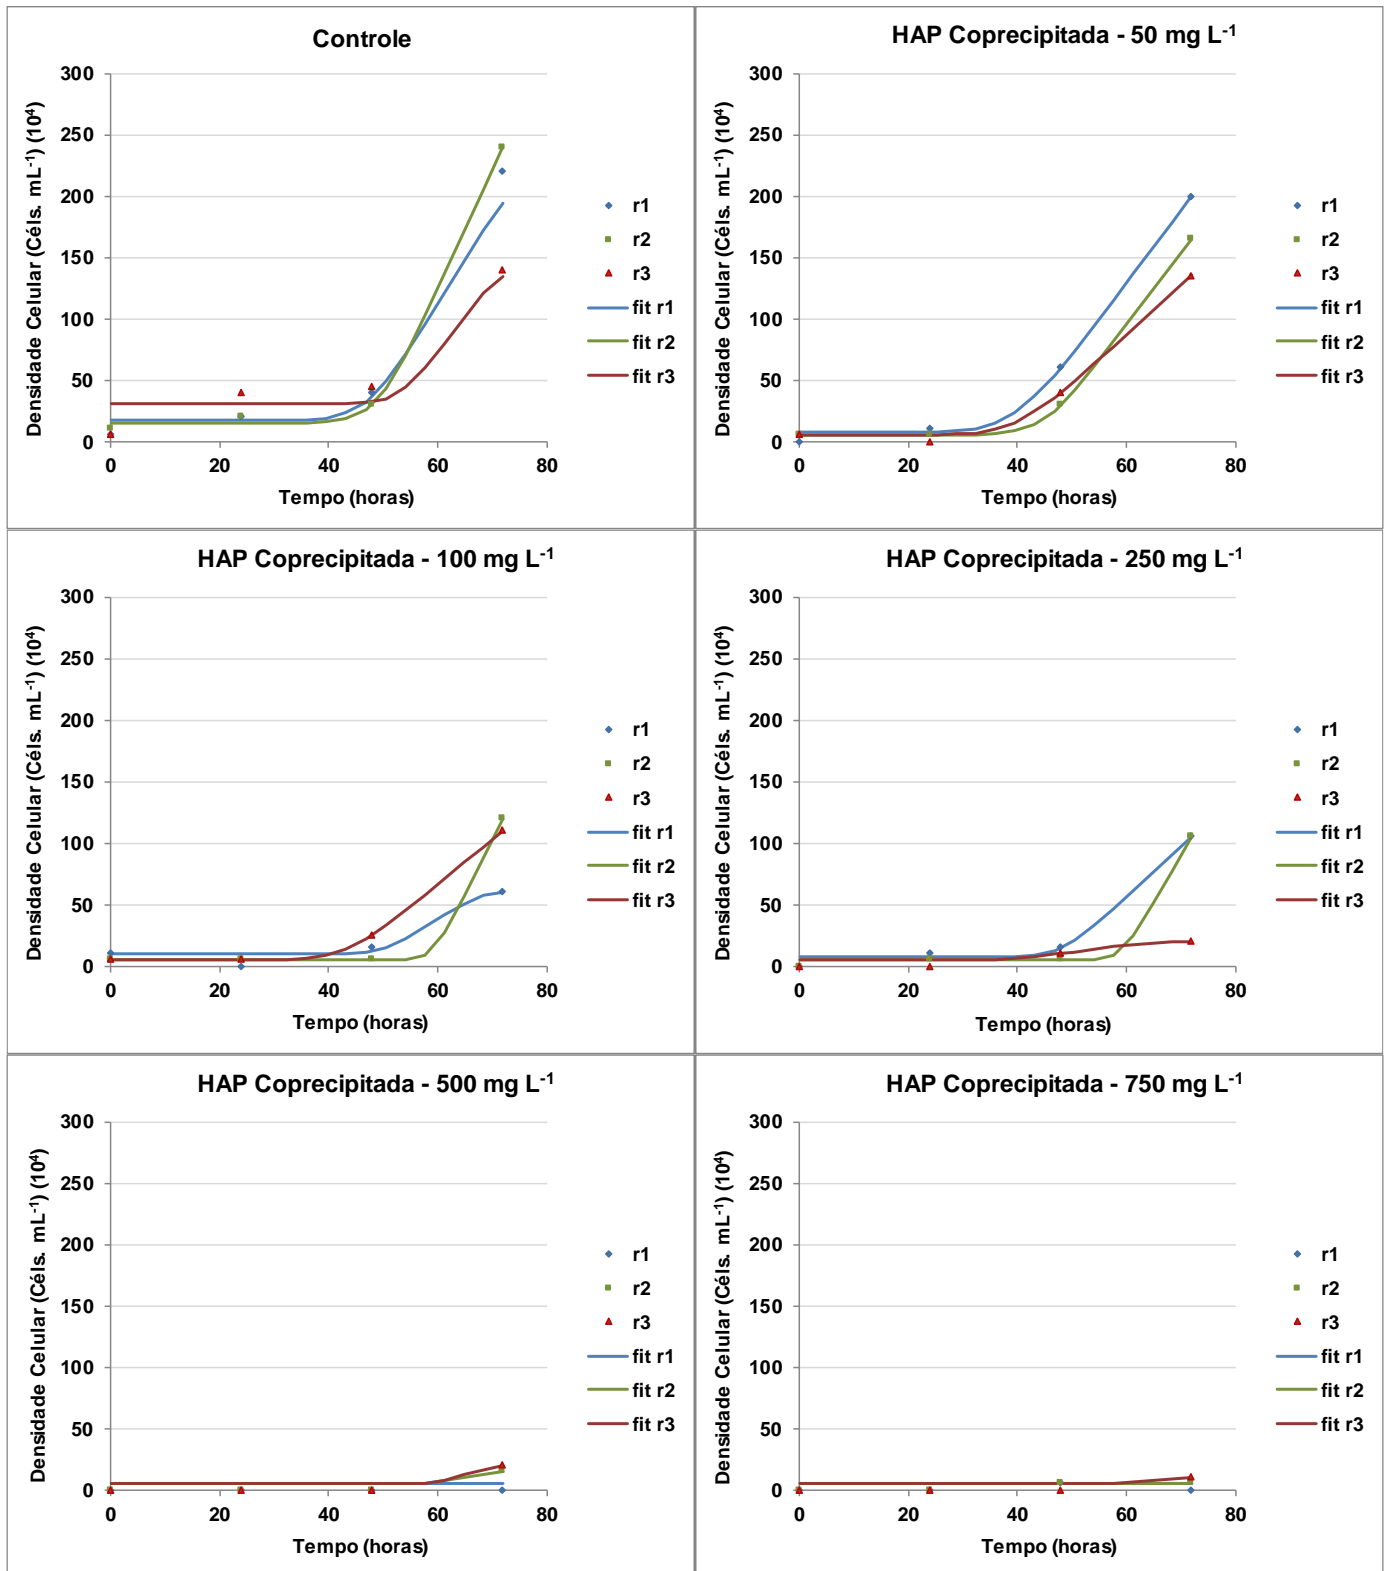 Controle
Densidade Celular (Céls. mL⁻¹) (10⁴)
300
250
200
150
100
50
0
0 20 40 60 80
Tempo (horas)
r1
r2
r3
fit r1
fit r2
fit r3
HAP Coprecipitada - 50 mg L⁻¹
Densidade Celular (Céls. mL⁻¹) (10⁴)
300
250
200
150
100
50
0
0 20 40 60 80
Tempo (horas)
r1
r2
r3
fit r1
fit r2
fit r3
HAP Coprecipitada - 100 mg L⁻¹
Densidade Celular (Céls. mL⁻¹) (10⁴)
300
250
200
150
100
50
0
0 20 40 60 80
Tempo (horas)
r1
r2
r3
fit r1
fit r2
fit r3
HAP Coprecipitada - 250 mg L⁻¹
Densidade Celular (Céls. mL⁻¹) (10⁴)
300
250
200
150
100
50
0
0 20 40 60 80
Tempo (horas)
r1
r2
r3
fit r1
fit r2
fit r3
HAP Coprecipitada - 500 mg L⁻¹
Densidade Celular (Céls. mL⁻¹) (10⁴)
300
250
200
150
100
50
0
0 20 40 60 80
Tempo (horas)
r1
r2
r3
fit r1
fit r2
fit r3
HAP Coprecipitada - 750 mg L⁻¹
Densidade Celular (Céls. mL⁻¹) (10⁴)
300
250
200
150
100
50
0
0 20 40 60 80
Tempo (horas)
r1
r2
r3
fit r1
fit r2
fit r3